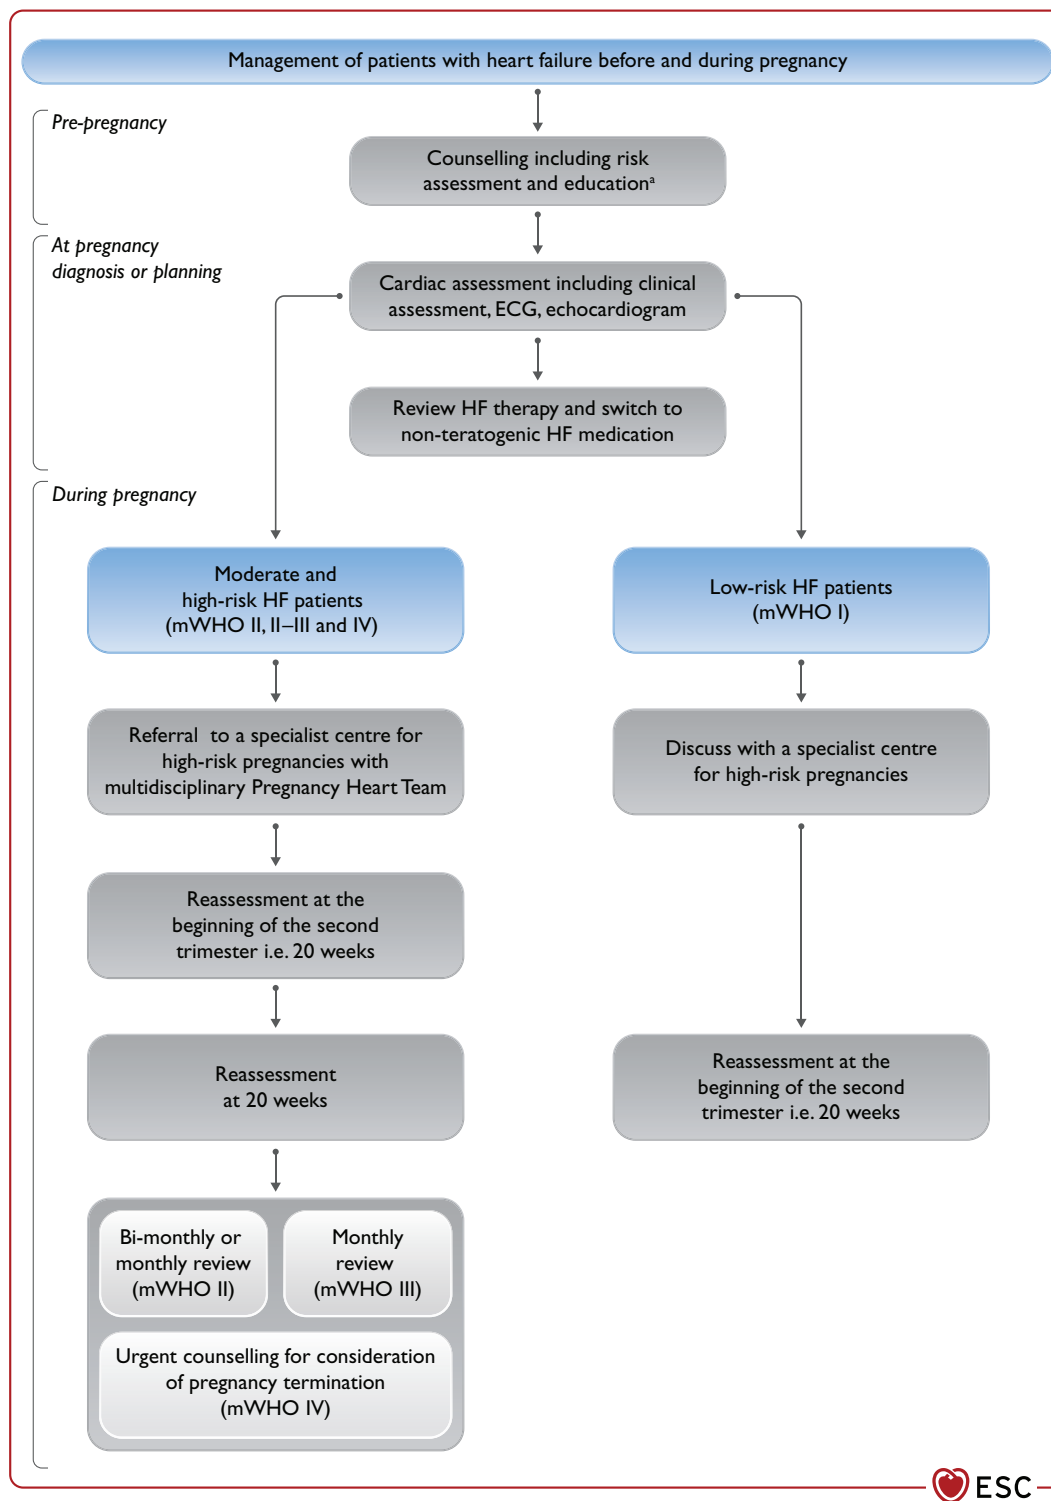 Management of patients with heart failure before and during pregnancy
Pre-pregnancy
Counselling including risk
assessment and educationᵃ
At pregnancy
diagnosis or planning
Cardiac assessment including clinical
assessment, ECG, echocardiogram
Review HF therapy and switch to
non-teratogenic HF medication
During pregnancy
Moderate and
high-risk HF patients
(mWHO II, II–III and IV)
Low-risk HF patients
(mWHO I)
Referral to a specialist centre for
high-risk pregnancies with
multidisciplinary Pregnancy Heart Team
Discuss with a specialist centre
for high-risk pregnancies
Reassessment at the
beginning of the second
trimester i.e. 20 weeks
Reassessment
at 20 weeks
Reassessment at the
beginning of the second
trimester i.e. 20 weeks
Bi-monthly or
monthly review
(mWHO II)
Monthly
review
(mWHO III)
Urgent counselling for consideration
of pregnancy termination
(mWHO IV)
ESC